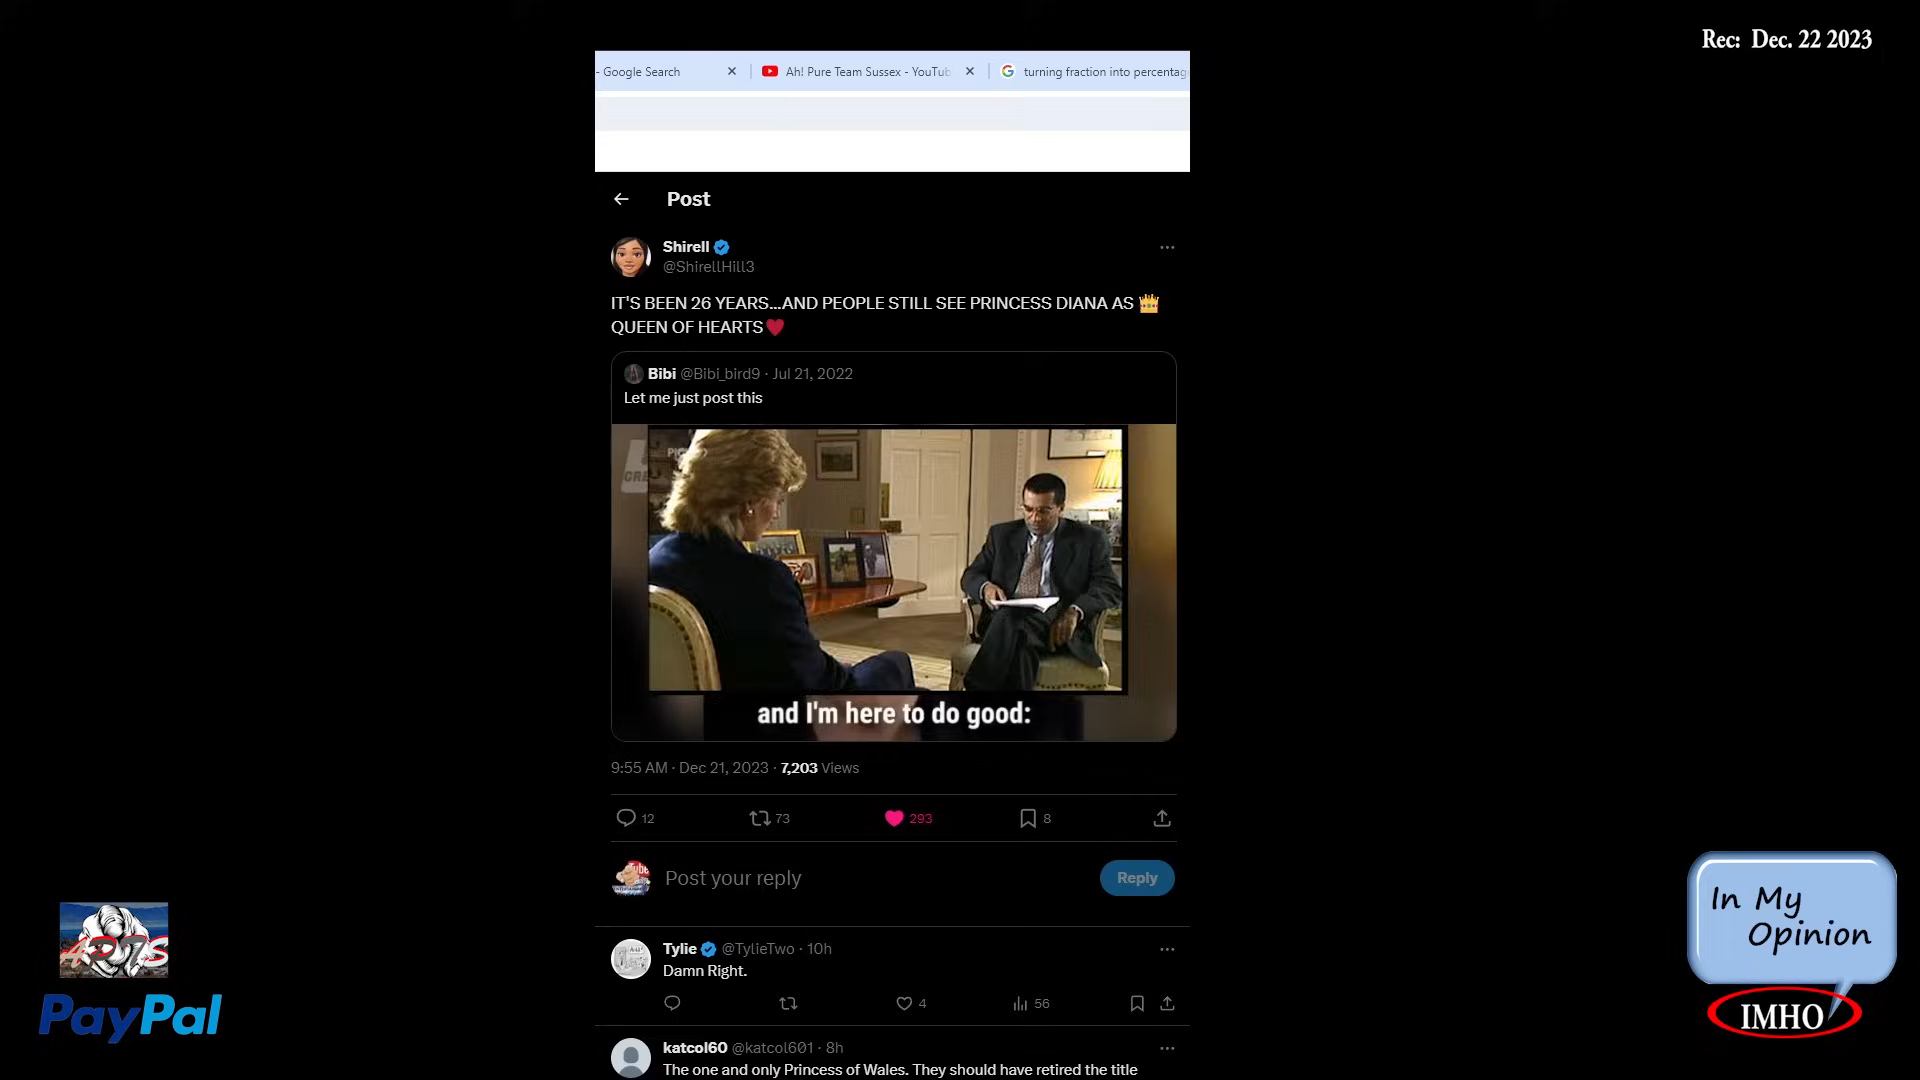 Rec: Dec. 22 2023
- Google Search
Ah! Pure Team Sussex - YouTub
turning fraction into percentag
Post
Shirell
@ShirellHill3
IT'S BEEN 26 YEARS...AND PEOPLE STILL SEE PRINCESS DIANA AS 👑
QUEEN OF HEARTS♥
Bibi @Bibi_bird9 · Jul 21, 2022
Let me just post this
and I'm here to do good:
9:55 AM · Dec 21, 2023 · 7,203 Views
12 73 293 8
Post your reply
Reply
Tylie @TylieTwo · 10h
Damn Right.
4 56
katcol60 @katcol601 · 8h
The one and only Princess of Wales. They should have retired the title
PayPal
In My
Opinion
IMHO